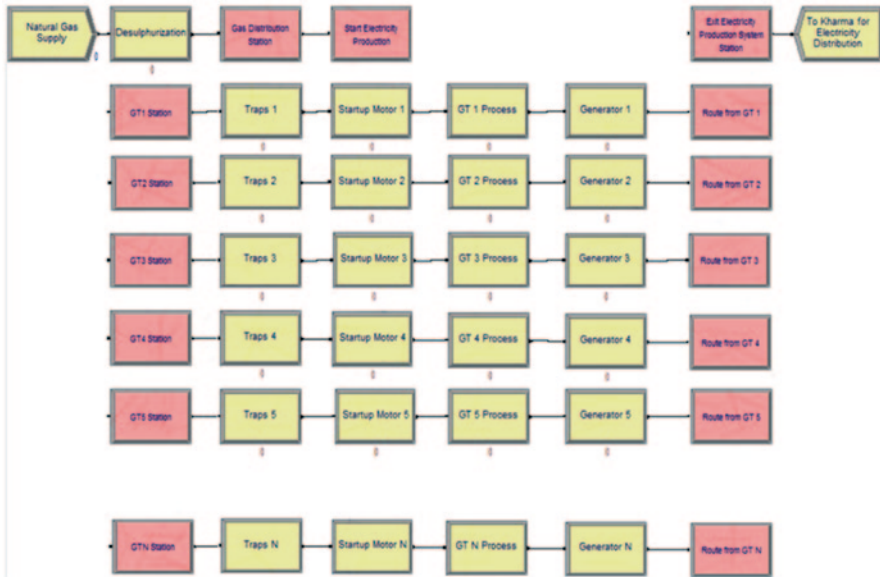 Natural Gas
Supply
Desulphurization
Gas Distribution
Station
Start Electricity
Production
Exit Electricity
Production System
Station
To Kharma for
Electricity
Distribution
GT1 Station
Traps 1
Startup Motor 1
GT 1 Process
Generator 1
Route from GT 1
GT2 Station
Traps 2
Startup Motor 2
GT 2 Process
Generator 2
Route from GT 2
GT3 Station
Traps 3
Startup Motor 3
GT 3 Process
Generator 3
Route from GT 3
GT4 Station
Traps 4
Startup Motor 4
GT 4 Process
Generator 4
Route from GT 4
GT5 Station
Traps 5
Startup Motor 5
GT 5 Process
Generator 5
Route from GT 5
GTN Station
Traps N
Startup Motor N
GT N Process
Generator N
Route from GT N